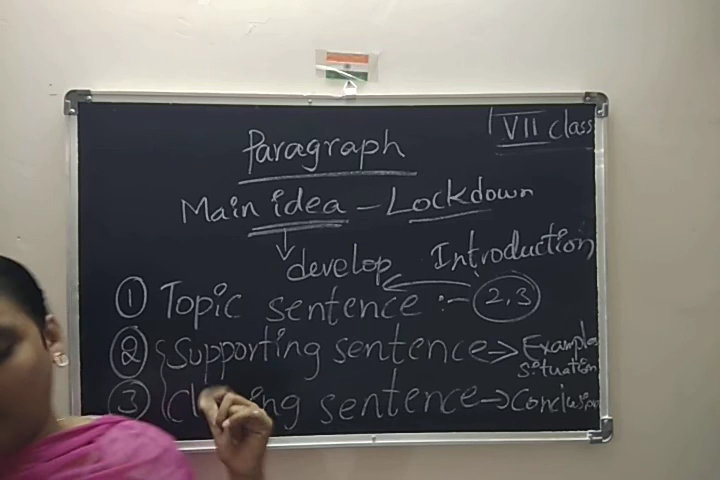 VII class
Paragraph
Main idea - Lockdown
develop
Introduction
① Topic sentence :- 2,3
② Supporting sentence → Examples
situation
③ sentence → Conclusion